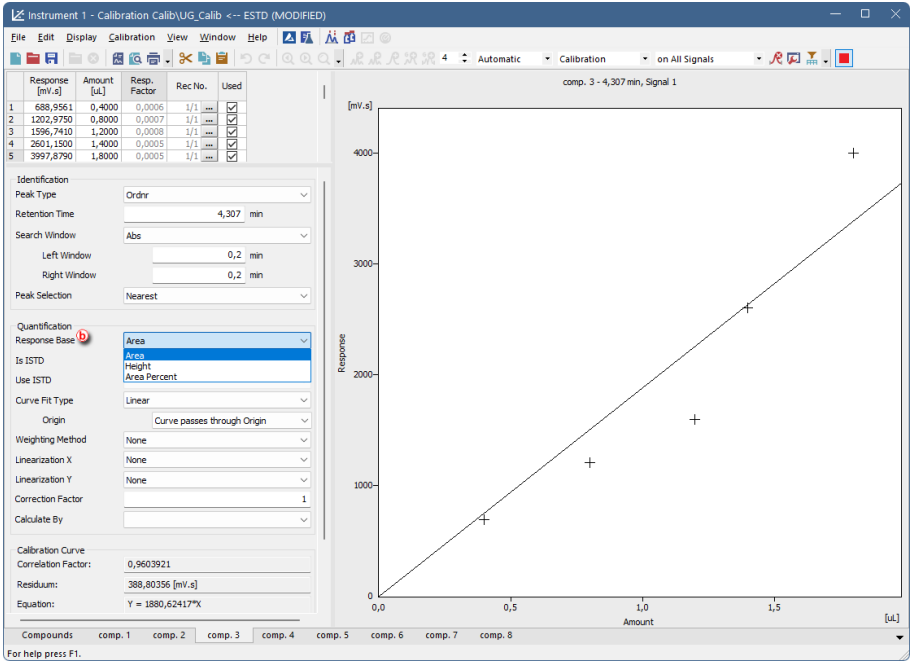 Instrument 1 - Calibration Calib\UG_Calib <-- ESTD (MODIFIED)
File Edit Display Calibration View Window Help
4 Automatic Calibration on All Signals
Response [mV.s] Amount [uL] Resp. Factor Rec No. Used
1 688,9561 0,4000 0,0006 1/1 ...
2 1202,9750 0,8000 0,0007 1/1 ...
3 1596,7410 1,2000 0,0008 1/1 ...
4 2601,1500 1,4000 0,0005 1/1 ...
5 3997,8790 1,8000 0,0005 1/1 ...
Identification
Peak Type Ordnr
Retention Time 4,307 min
Search Window Abs
Left Window 0,2 min
Right Window 0,2 min
Peak Selection Nearest
Quantification
Response Base b Area
Area
Is ISTD Height
Use ISTD Area Percent
Curve Fit Type Linear
Origin Curve passes through Origin
Weighting Method None
Linearization X None
Linearization Y None
Correction Factor 1
Calculate By
Calibration Curve
Correlation Factor: 0,9603921
Residuum: 388,80356 [mV.s]
Equation: Y = 1880,62417*X
comp. 3 - 4,307 min, Signal 1
[mV.s]
4000
3000
Response
2000
1000
0
0,0 0,5 1,0 1,5
Amount [uL]
Compounds comp. 1 comp. 2 comp. 3 comp. 4 comp. 5 comp. 6 comp. 7 comp. 8
For help press F1.